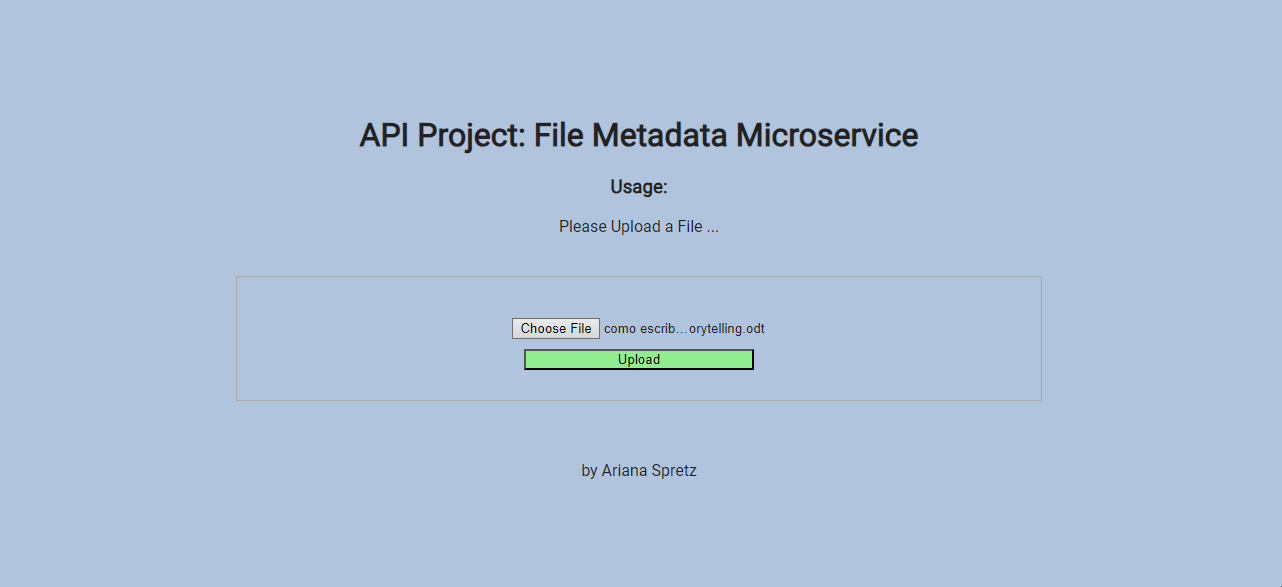 API Project: File Metadata Microservice
Usage:
Please Upload a File ...
Choose File como escrib...orytelling.odt
Upload
by Ariana Spretz